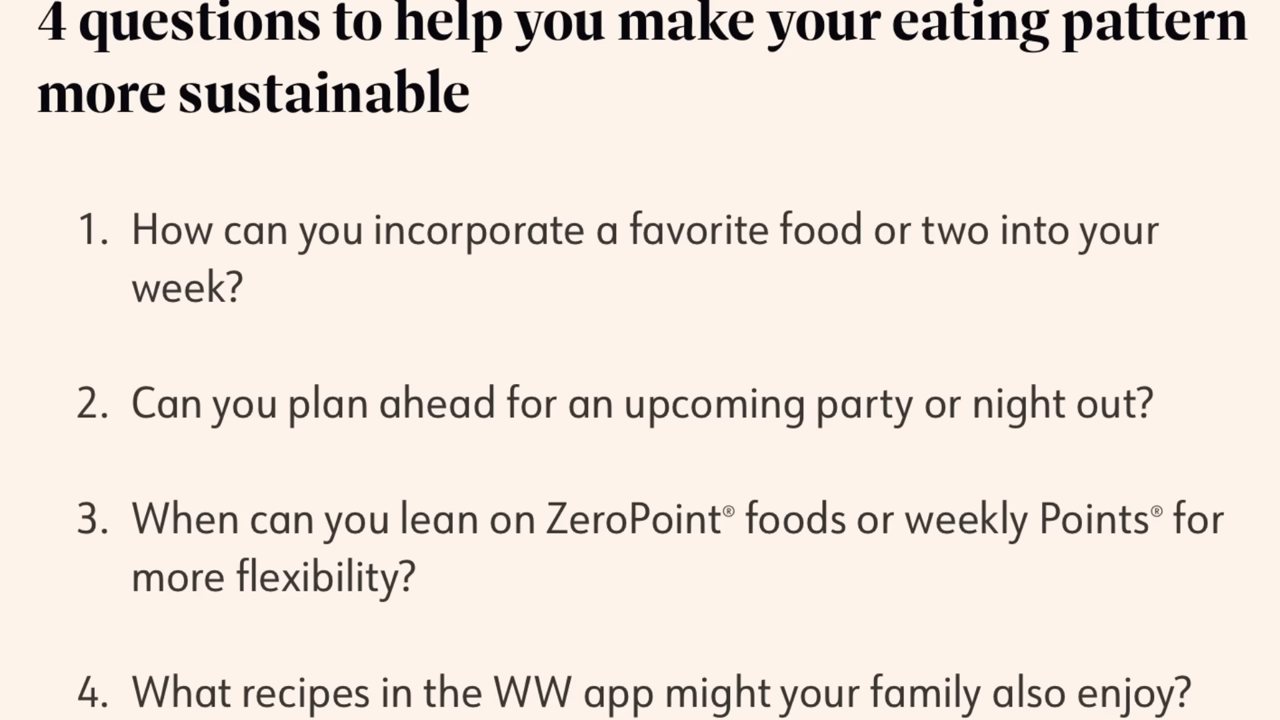 4 questions to help you make your eating pattern
more sustainable
1. How can you incorporate a favorite food or two into your
week?
2. Can you plan ahead for an upcoming party or night out?
3. When can you lean on ZeroPoint® foods or weekly Points® for
more flexibility?
4. What recipes in the WW app might your family also enjoy?